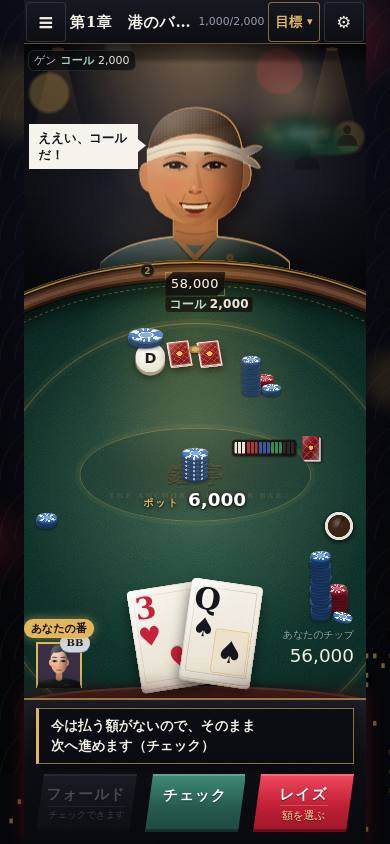 第1章 港のバ… 1,000/2,000 目標 ▾
ゲン コール 2,000
ええい、コール
だ！
2
58,000
コール 2,000
D
ポット 6,000
3
Q
あなたの番
BB
あなたのチップ
56,000
今は払う額がないので、そのまま
次へ進めます（チェック）
フォールド
チェックできます
チェック
レイズ
額を選ぶ